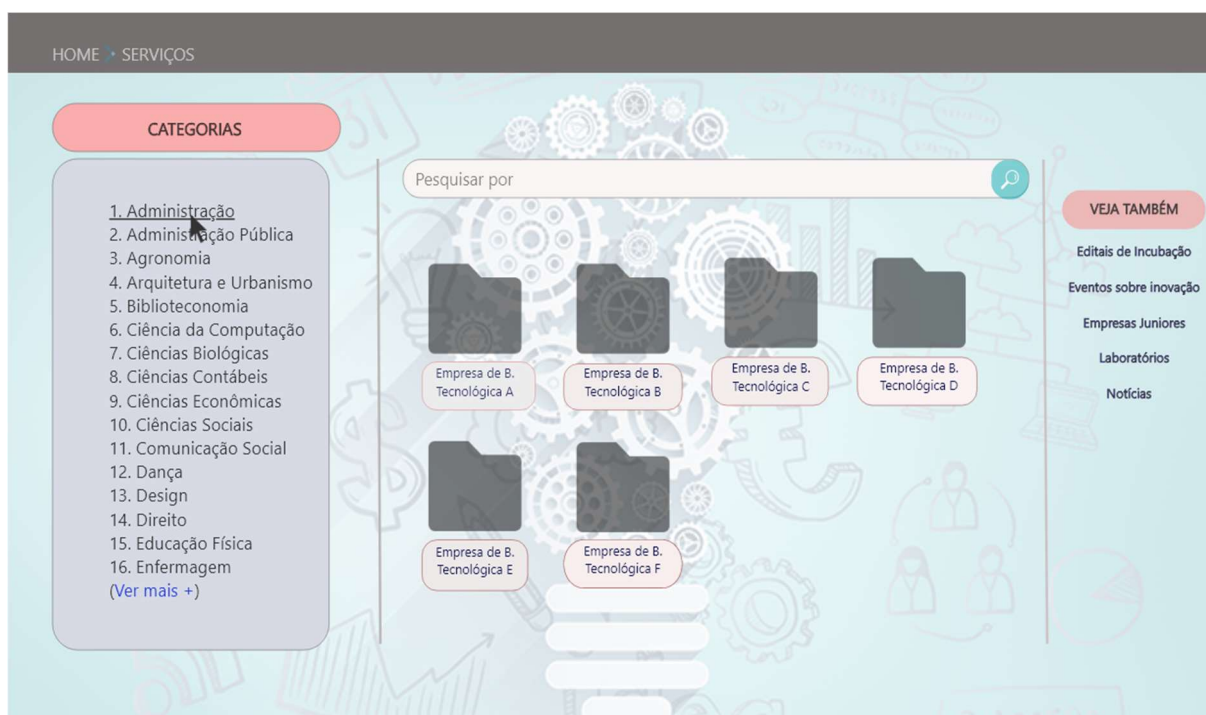 HOME
SERVIÇOS
CATEGORIAS
1. Administração
2. Administração Pública
3. Agronomia
4. Arquitetura e Urbanismo
5. Biblioteconomia
6. Ciência da Computação
7. Ciências Biológicas
8. Ciências Contábeis
9. Ciências Econômicas
10. Ciências Sociais
11. Comunicação Social
12. Dança
13. Design
14. Direito
15. Educação Física
16. Enfermagem
(Ver mais +)
Pesquisar por
Empresa de B.
Tecnológica A
Empresa de B.
Tecnológica B
Empresa de B.
Tecnológica C
Empresa de B.
Tecnológica D
Empresa de B.
Tecnológica E
Empresa de B.
Tecnológica F
VEJA TAMBÉM
Editais de Incubação
Eventos sobre inovação
Empresas Juniores
Laboratórios
Notícias
31